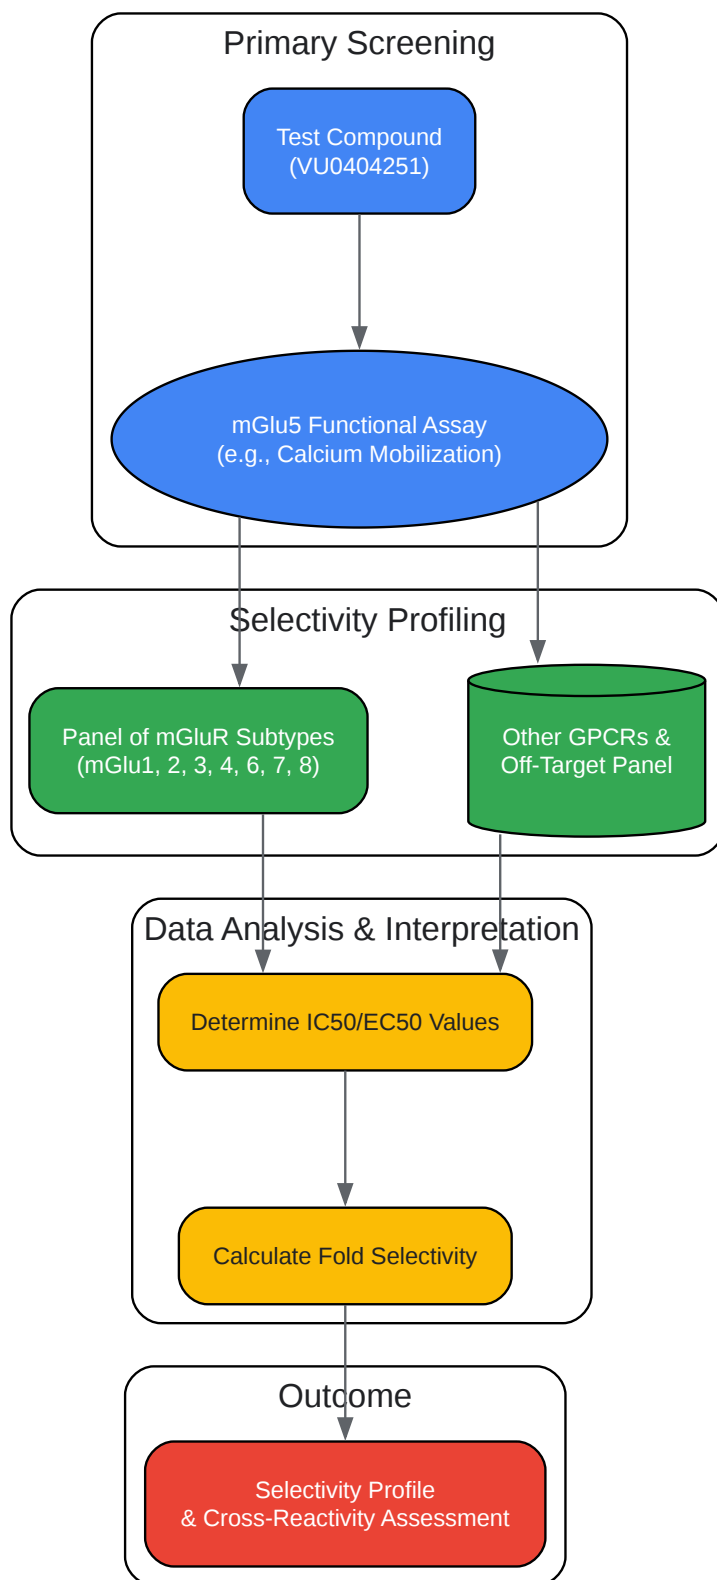 Primary Screening
Test Compound
(VU0404251)
mGlu5 Functional Assay
(e.g., Calcium Mobilization)
Selectivity Profiling
Panel of mGluR Subtypes
(mGlu1, 2, 3, 4, 6, 7, 8)
Other GPCRs &
Off-Target Panel
Data Analysis & Interpretation
Determine IC50/EC50 Values
Calculate Fold Selectivity
Outcome
Selectivity Profile
& Cross-Reactivity Assessment